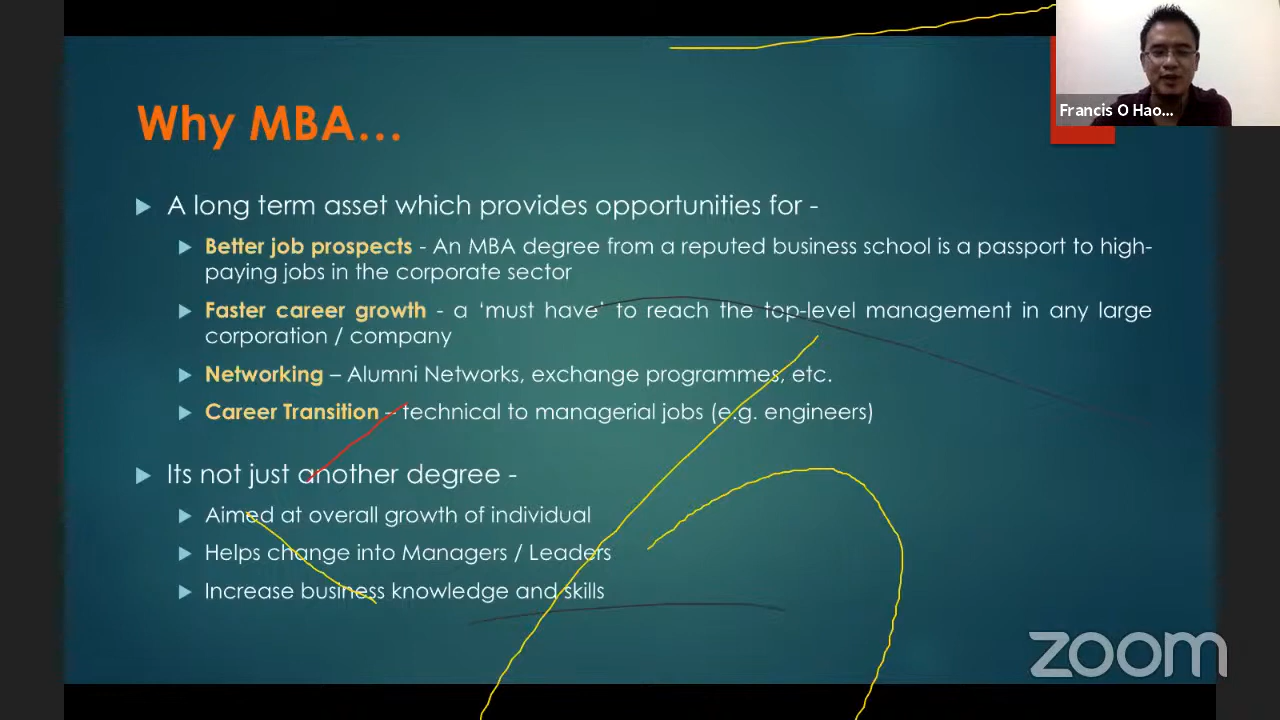 Francis O Hao...
Why MBA...
A long term asset which provides opportunities for -
Better job prospects - An MBA degree from a reputed business school is a passport to high-
paying jobs in the corporate sector
Faster career growth - a ‘must have’ to reach the top-level management in any large
corporation / company
Networking – Alumni Networks, exchange programmes, etc.
Career Transition – technical to managerial jobs (e.g. engineers)
Its not just another degree -
Aimed at overall growth of individual
Helps change into Managers / Leaders
Increase business knowledge and skills
zoom